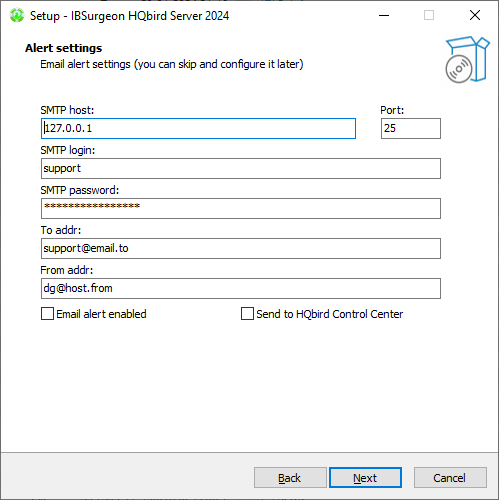 Setup - IBSurgeon HQbird Server 2024
Alert settings
Email alert settings (you can skip and configure it later)
SMTP host: Port:
127.0.0.1 25
SMTP login:
support
SMTP password:
****************
To addr:
support@email.to
From addr:
dg@host.from
Email alert enabled Send to HQbird Control Center
Back Next Cancel